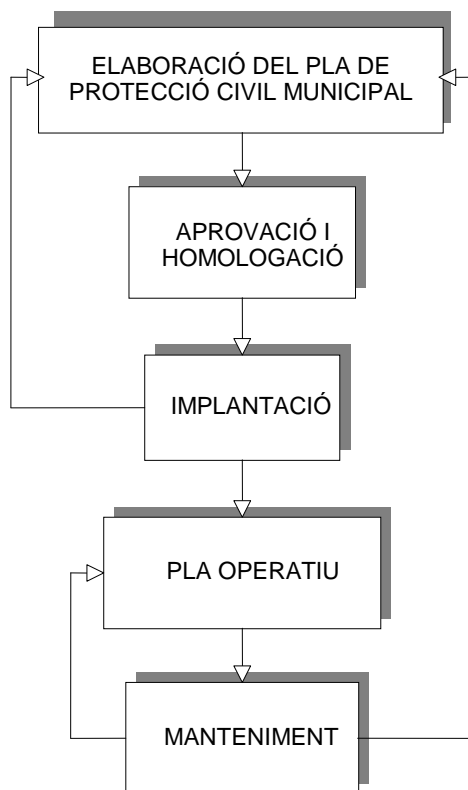 ELABORACIÓ DEL PLA DE
PROTECCIÓ CIVIL MUNICIPAL
APROVACIÓ I
HOMOLOGACIÓ
IMPLANTACIÓ
PLA OPERATIU
MANTENIMENT